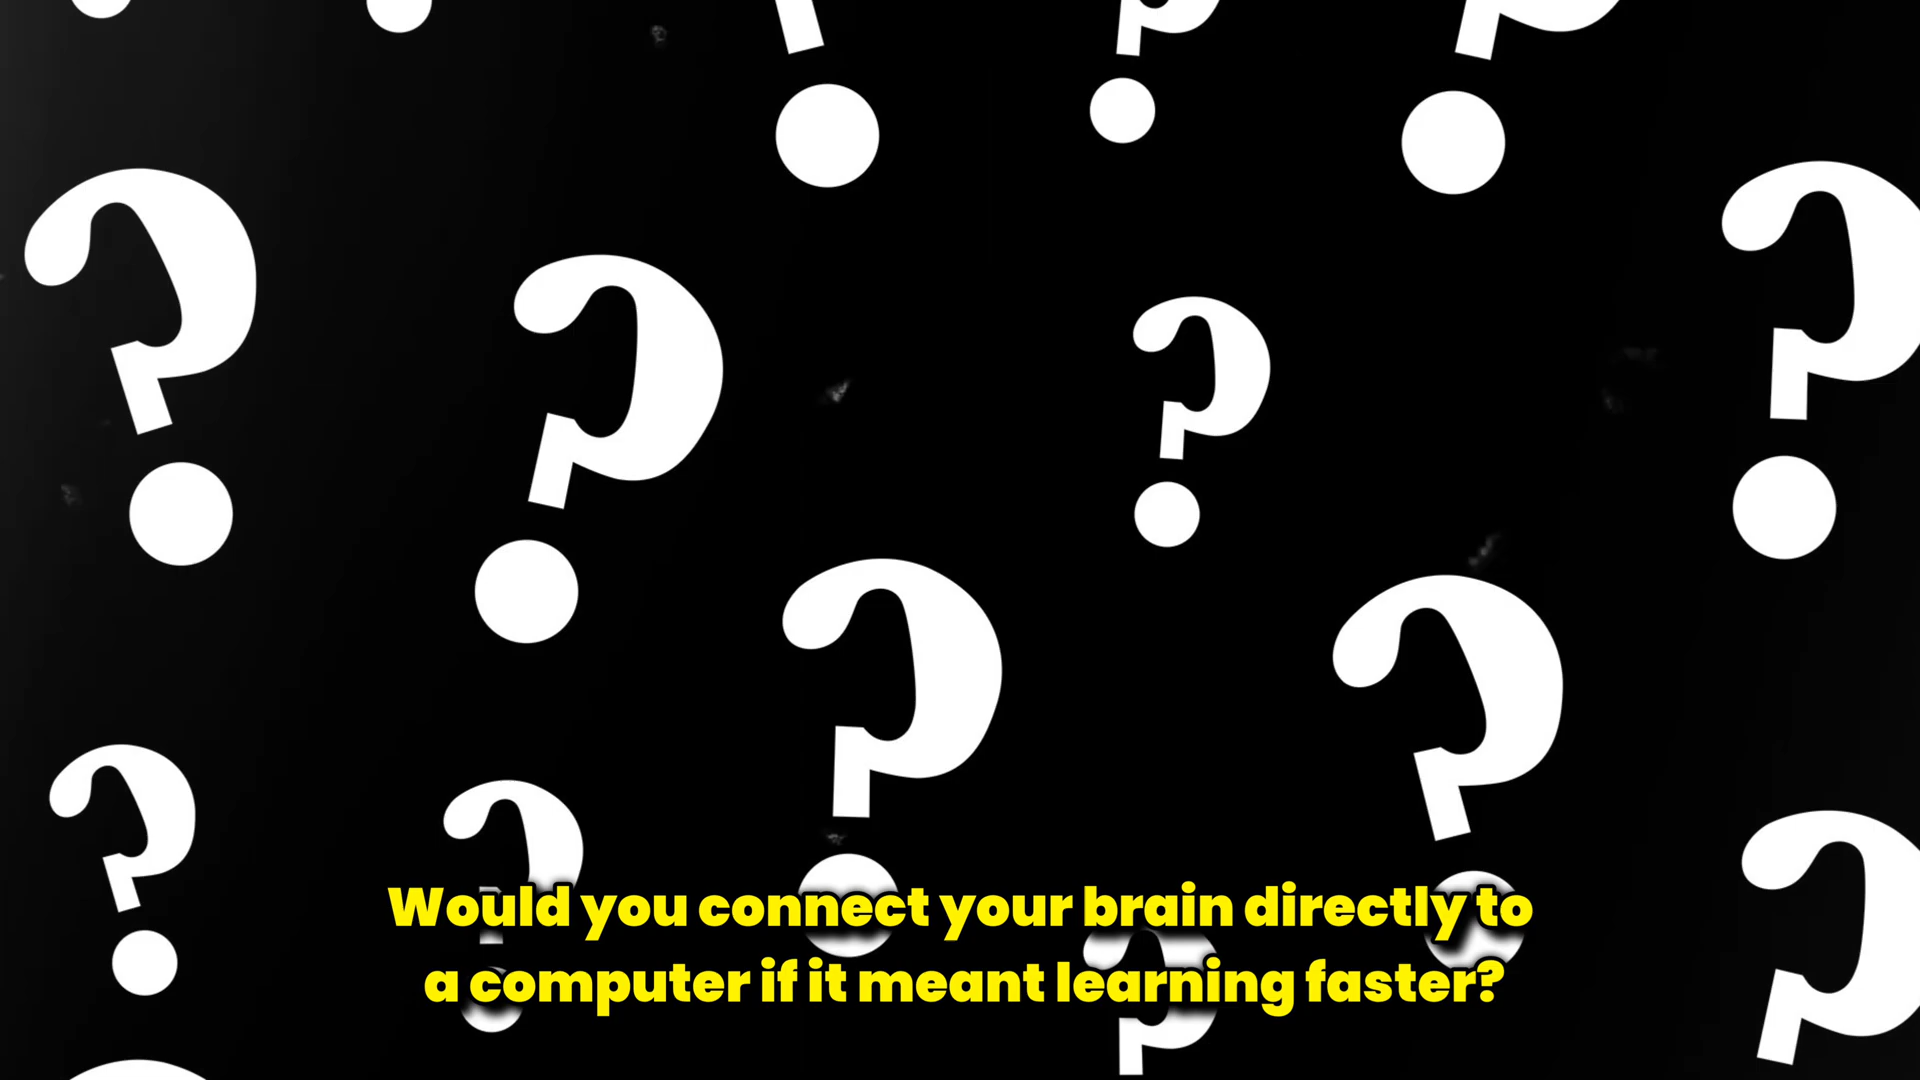 Would you connect your brain directly to
a computer if it meant learning faster?